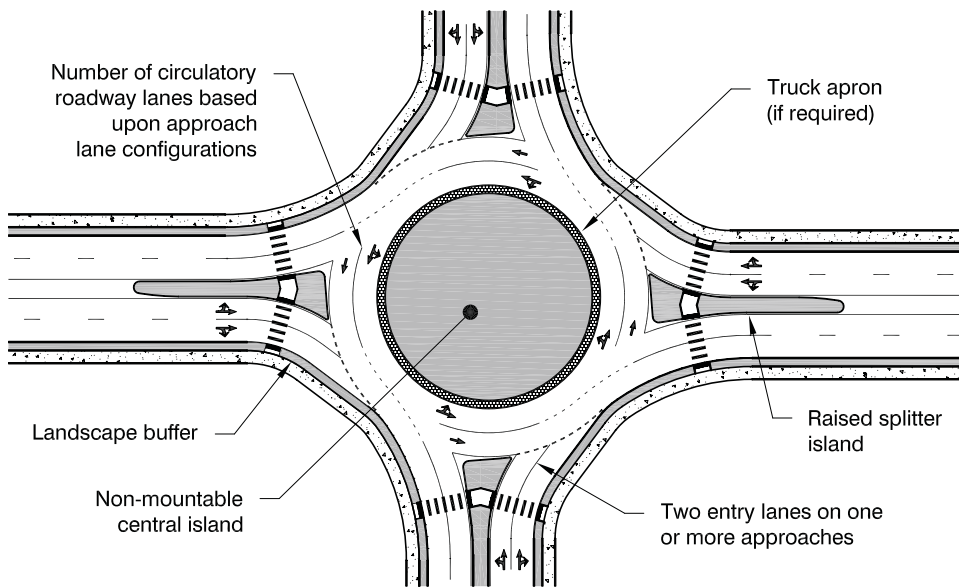 Number of circulatory
roadway lanes based
upon approach
lane configurations
Truck apron
(if required)
Landscape buffer
Raised splitter
island
Non-mountable
central island
Two entry lanes on one
or more approaches